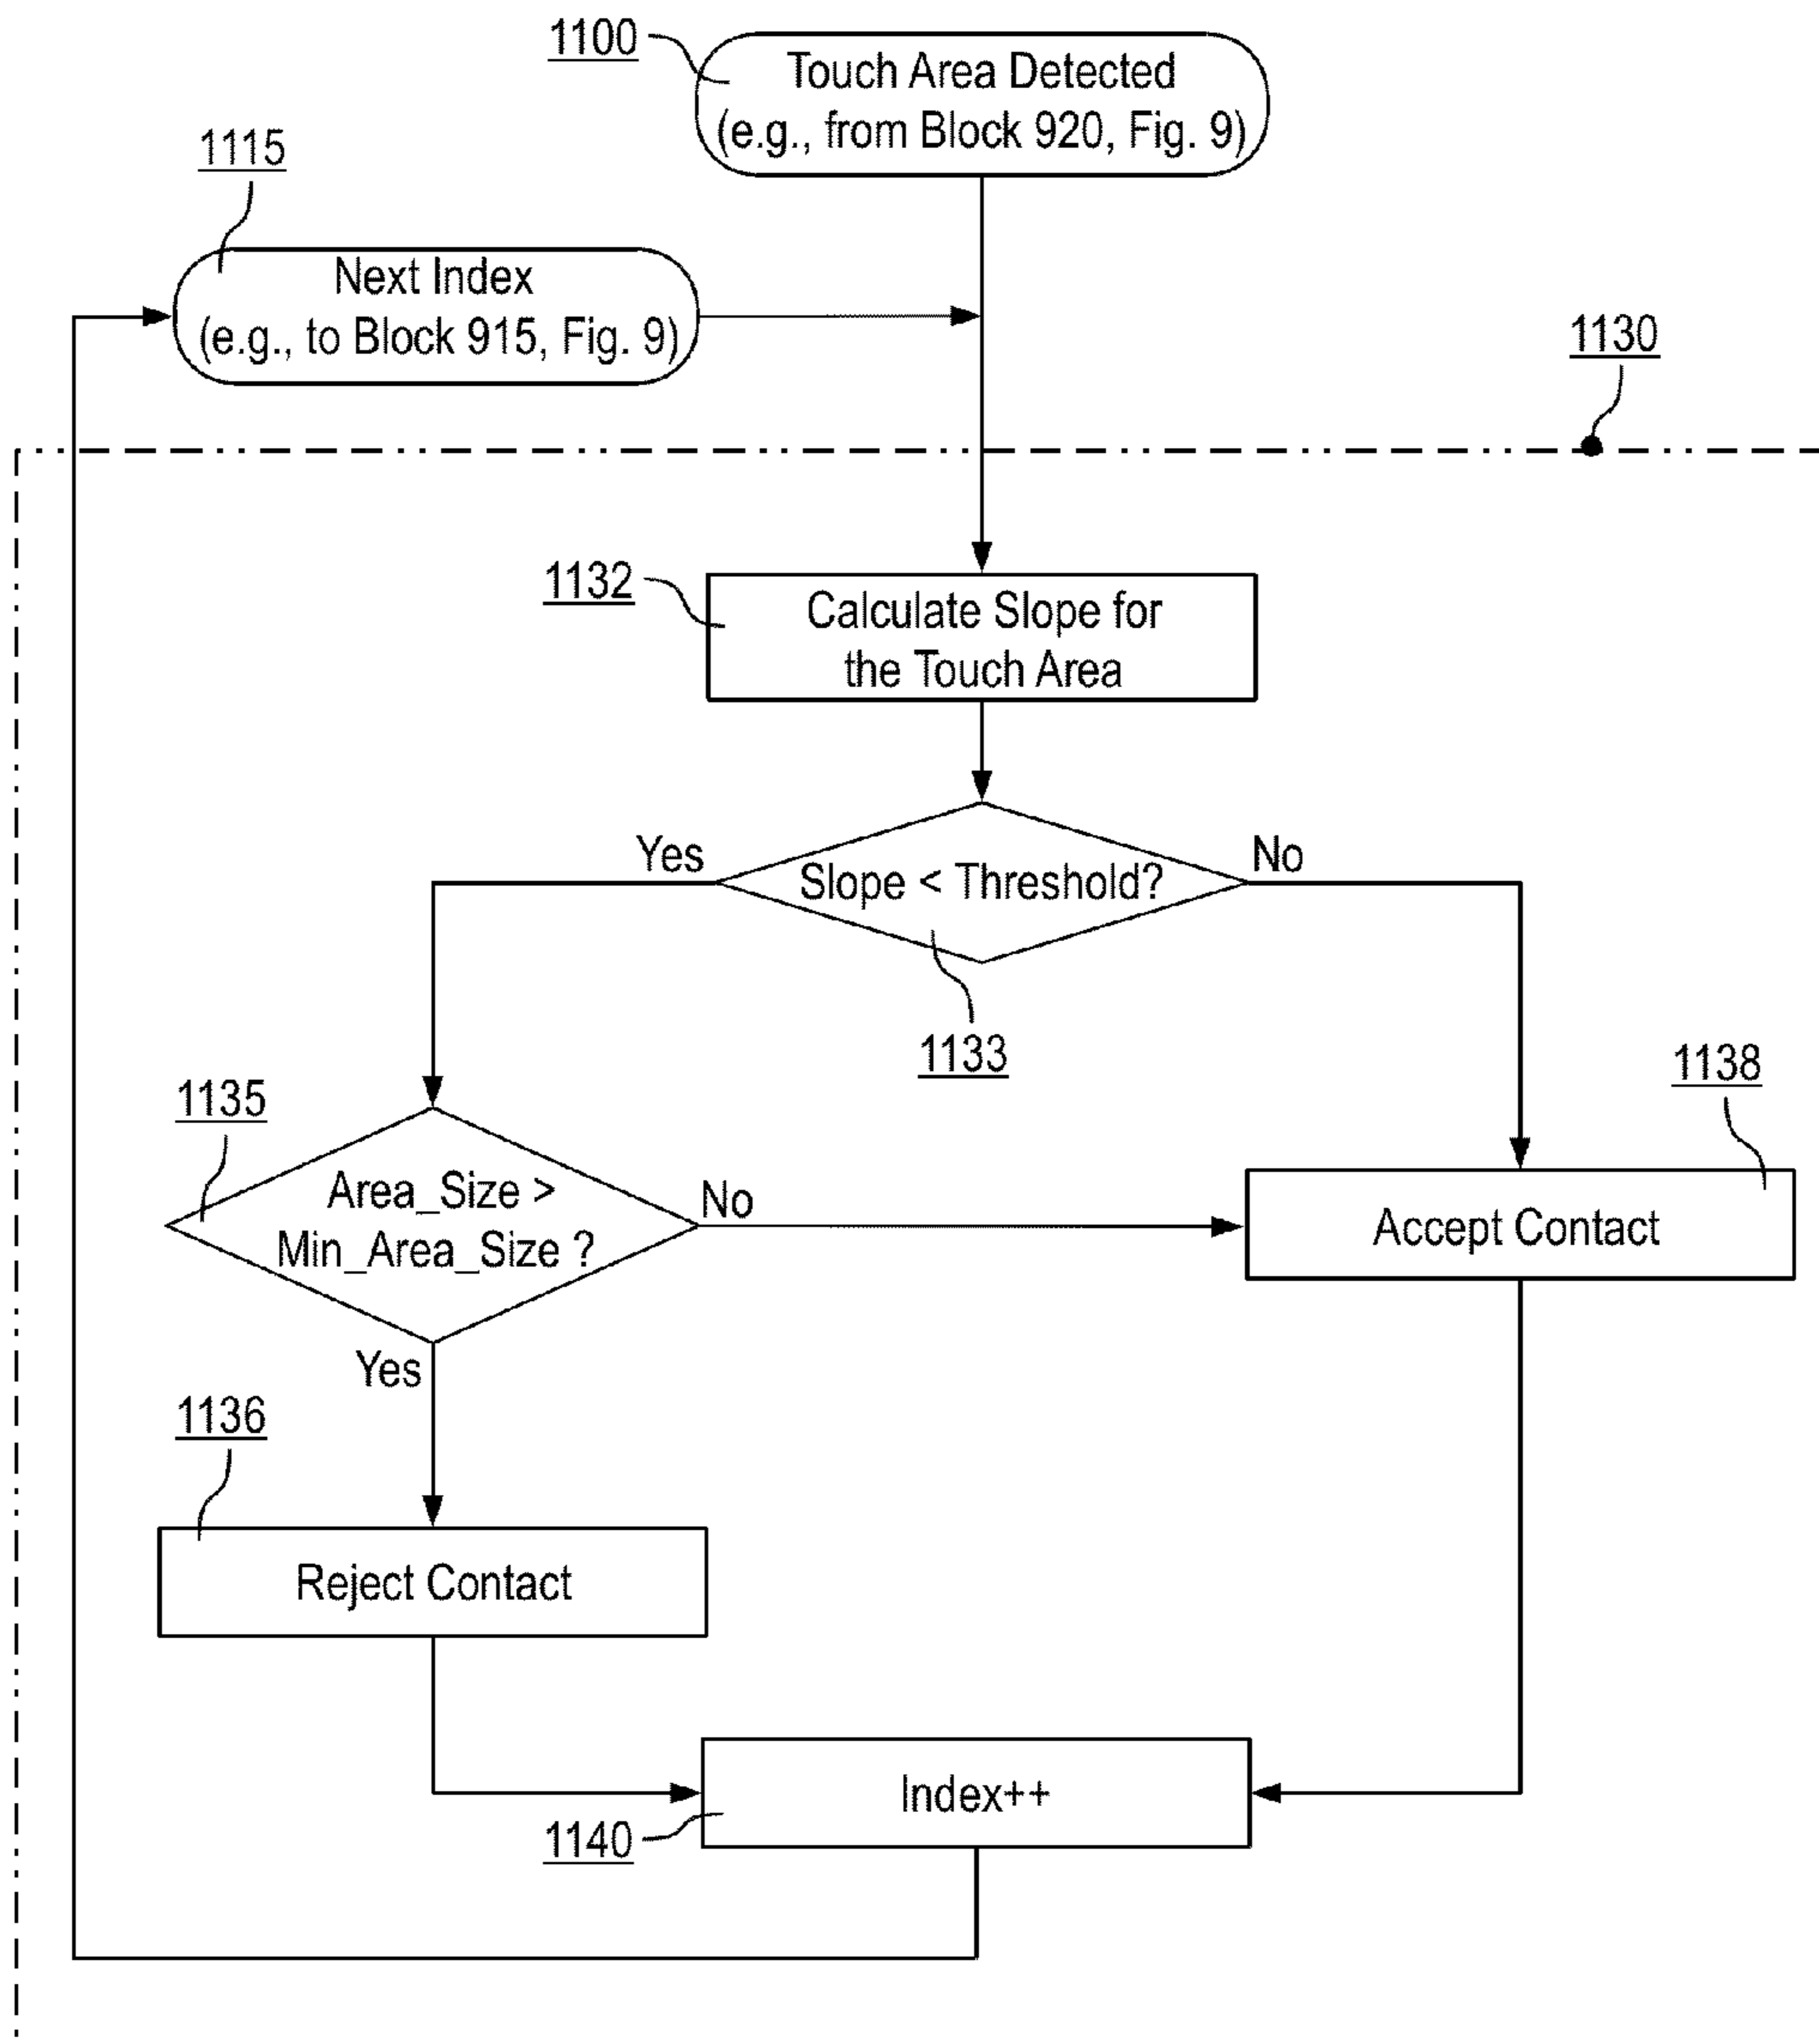 1100
Touch Area Detected
(e.g., from Block 920, Fig. 9)
1115
Next Index
(e.g., to Block 915, Fig. 9)
1130
1132
Calculate Slope for
the Touch Area
Yes
Slope < Threshold?
No
1133
1138
1135
Area_Size >
Min_Area_Size ?
No
Accept Contact
Yes
1136
Reject Contact
Index++
1140